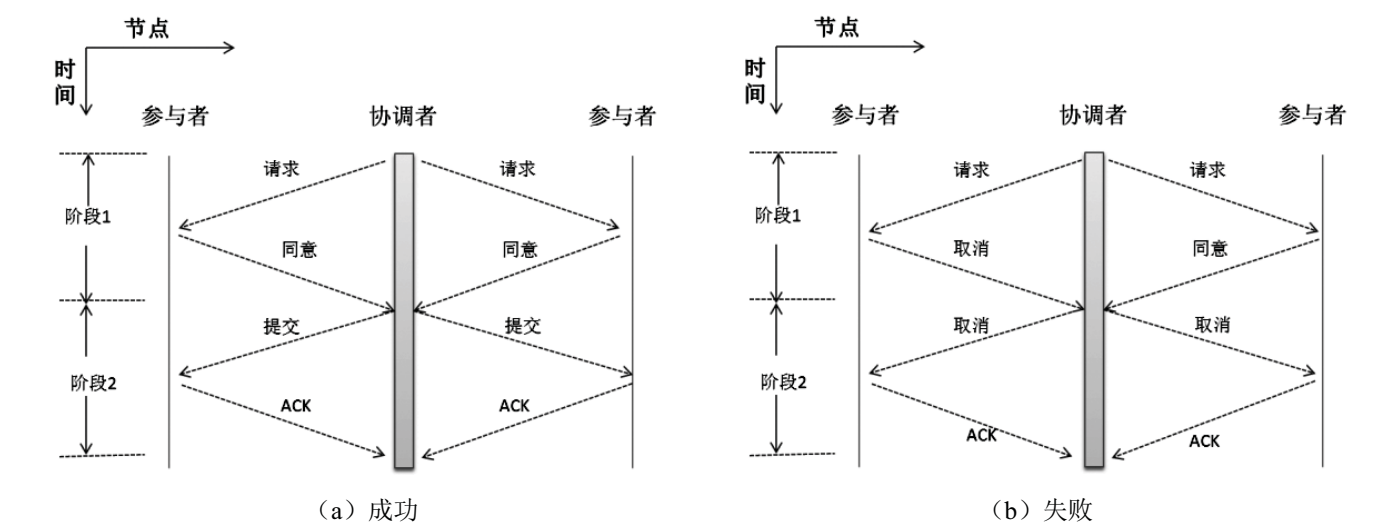 节点
时间
参与者 协调者 参与者
请求 请求
阶段1
同意 同意
提交 提交
阶段2
ACK ACK
（a）成功
节点
时间
参与者 协调者 参与者
请求 请求
阶段1
取消 同意
取消 取消
阶段2
ACK ACK
（b）失败